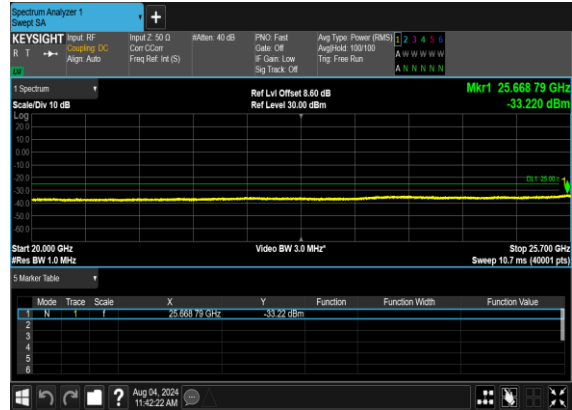 Spectrum Analyzer 1
Swept SA
+
KEYSIGHT Input: RF Input Z: 50 Ω #Atten: 40 dB PNO: Fast Avg Type: Power (RMS) 1 2 3 4 5 6
R T Coupling: DC Corr CCorr Gate: Off Avg|Hold: 100/100 A W W W W W
Align: Auto Freq Ref: Int (S) IF Gain: Low Trig: Free Run
Sig Track: Off A N N N N N
1 Spectrum Ref Lvl Offset 8.60 dB Mkr1 25.668 79 GHz
Scale/Div 10 dB Ref Level 30.00 dBm -33.220 dBm
Log
20.0
10.0
0.00
-10.0
-20.0
DL1 -25.00
1
-30.0
-40.0
-50.0
-60.0
Start 20.000 GHz Video BW 3.0 MHz* Stop 25.700 GHz
#Res BW 1.0 MHz Sweep 10.7 ms (40001 pts)
5 Marker Table
Mode Trace Scale X Y Function Function Width Function Value
1 N 1 f 25.668 79 GHz -33.22 dBm
2
3
4
5
6
? Aug 04, 2024
11:42:22 AM